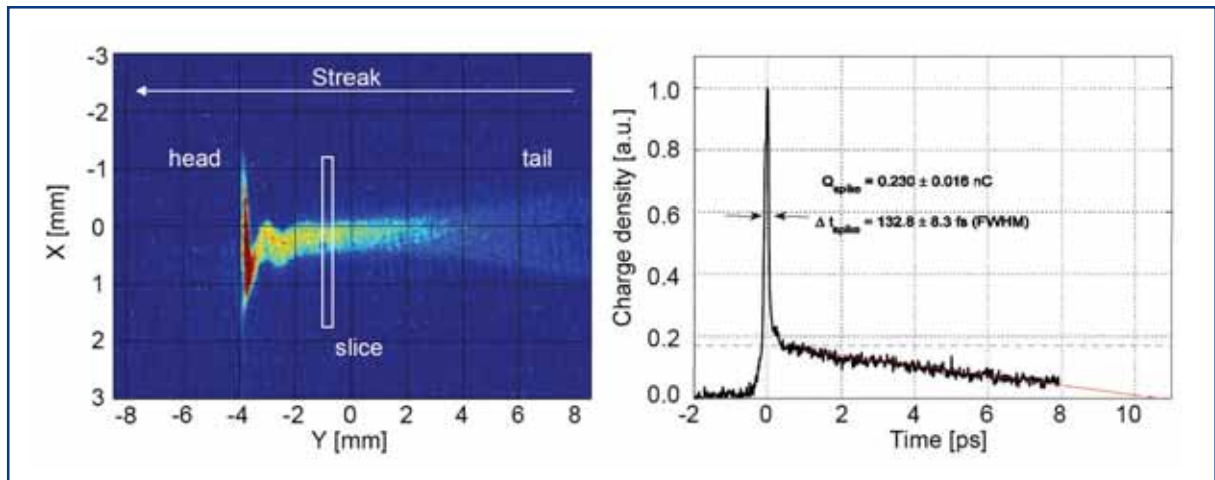 Streak
head
tail
slice
X [mm]
-3
-2
-1
0
1
2
3
-8 -6 -4 -2 0 2 4 6 8
Y [mm]
Charge density [a.u.]
1.0
0.8
0.6
0.4
0.2
0.0
Q_spike = 0.230 ± 0.016 nC
Δ t_spike = 132.8 ± 8.3 fs (FWHM)
-2 0 2 4 6 8 10
Time [ps]